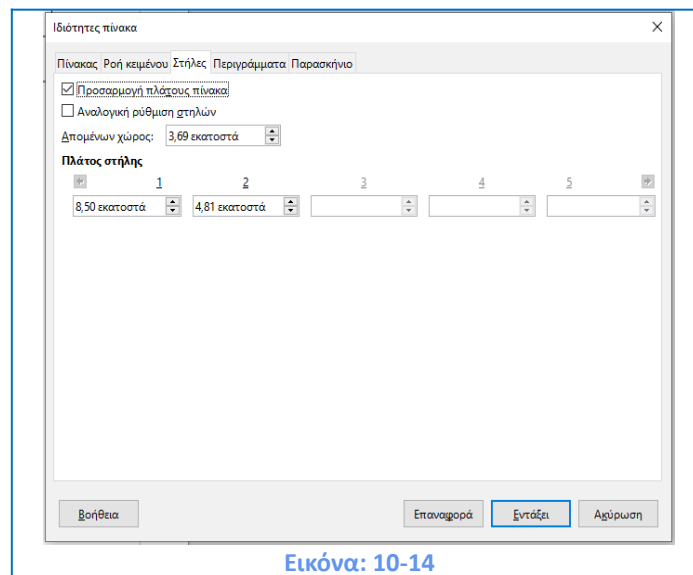 Ιδιότητες πίνακα
Πίνακας Ροή κειμένου Στήλες Περιγράμματα Παρασκήνιο
Προσαρμογή πλάτους πίνακα
Αναλογική ρύθμιση στηλών
Απομένων χώρος: 3,69 εκατοστά
Πλάτος στήλης
1 2 3 4 5
8,50 εκατοστά 4,81 εκατοστά
Βοήθεια Επαναφορά Εντάξει Ακύρωση
Εικόνα: 10-14